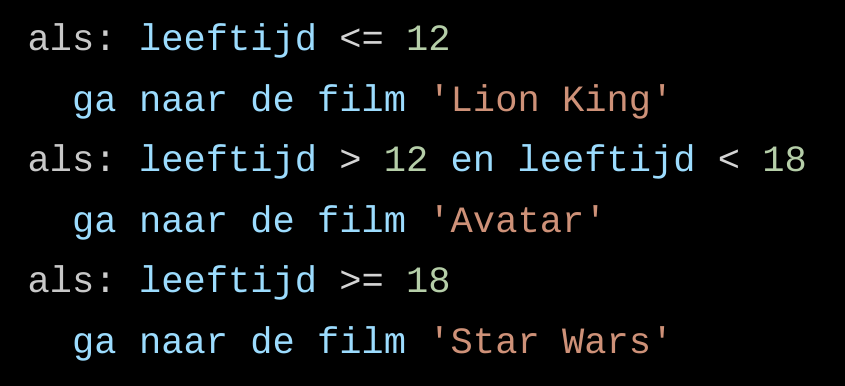 als: leeftijd <= 12
ga naar de film 'Lion King'
als: leeftijd > 12 en leeftijd < 18
ga naar de film 'Avatar'
als: leeftijd >= 18
ga naar de film 'Star Wars'